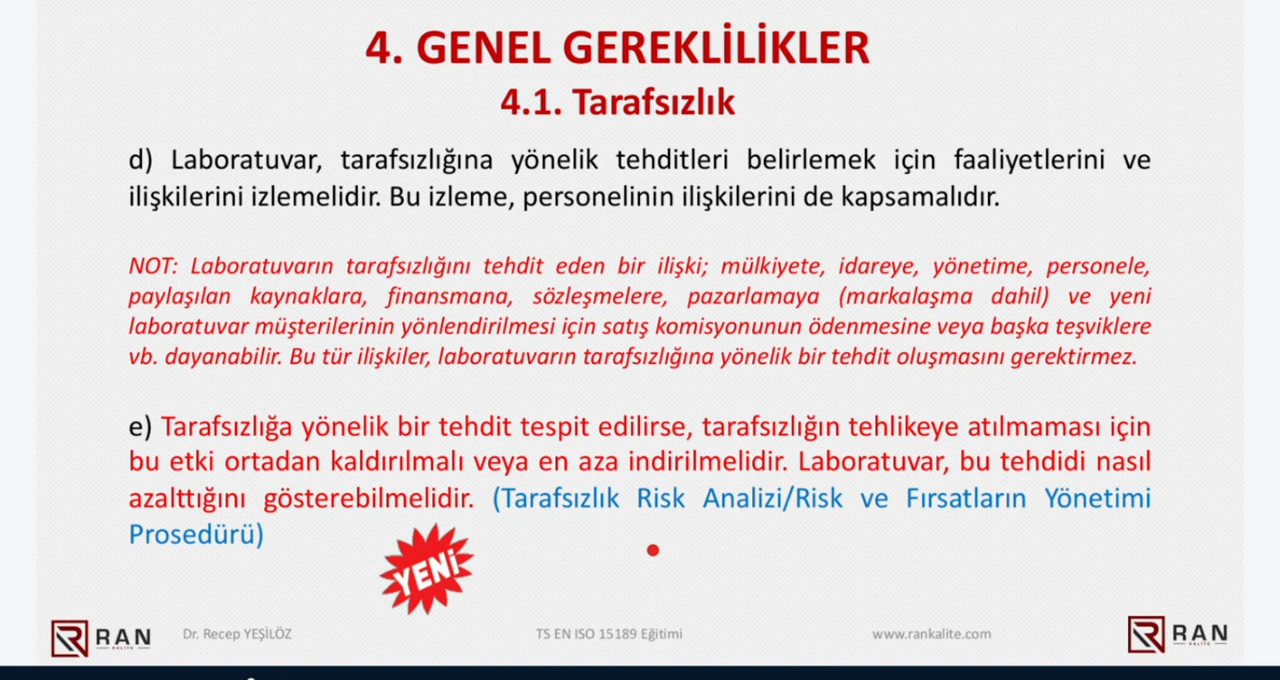 4. GENEL GEREKLİLİKLER
4.1. Tarafsızlık
d) Laboratuvar, tarafsızlığına yönelik tehditleri belirlemek için faaliyetlerini ve
ilişkilerini izlemelidir. Bu izleme, personelinin ilişkilerini de kapsamalıdır.
NOT: Laboratuvarın tarafsızlığını tehdit eden bir ilişki; mülkiyete, idareye, yönetime, personele,
paylaşılan kaynaklara, finansmana, sözleşmelere, pazarlamaya (markalaşma dahil) ve yeni
laboratuvar müşterilerinin yönlendirilmesi için satış komisyonunun ödenmesine veya başka teşviklere
vb. dayanabilir. Bu tür ilişkiler, laboratuvarın tarafsızlığına yönelik bir tehdit oluşmasını gerektirmez.
e) Tarafsızlığa yönelik bir tehdit tespit edilirse, tarafsızlığın tehlikeye atılmaması için
bu etki ortadan kaldırılmalı veya en aza indirilmelidir. Laboratuvar, bu tehdidi nasıl
azalttığını gösterebilmelidir. (Tarafsızlık Risk Analizi/Risk ve Fırsatların Yönetimi
Prosedürü)
YENİ
RAN
KALİTE
Dr. Recep YEŞİLÖZ
TS EN ISO 15189 Eğitimi
www.rankalite.com
RAN
KALİTE